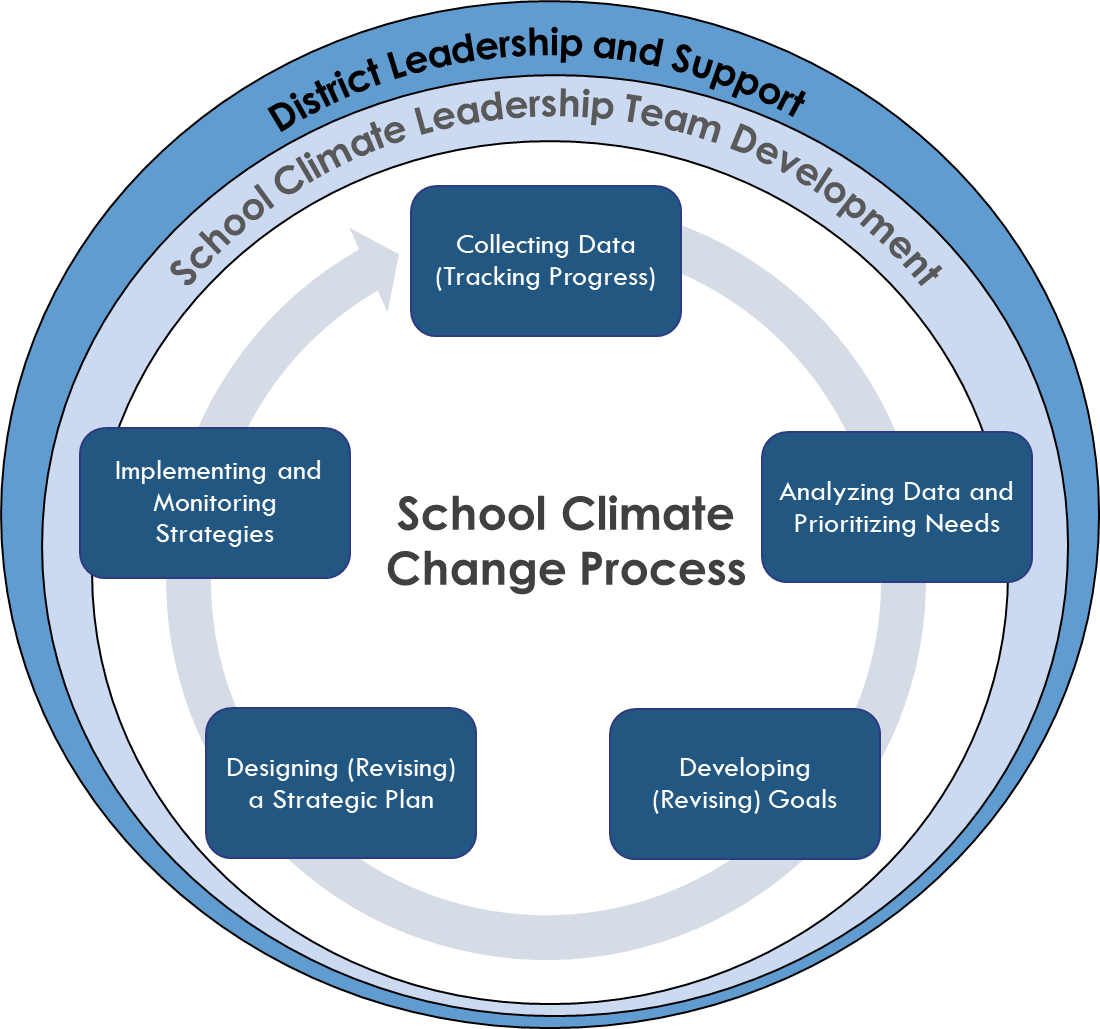 District Leadership and Support
School Climate Leadership Team Development
Collecting Data
(Tracking Progress)
Analyzing Data and
Prioritizing Needs
Developing
(Revising) Goals
Designing (Revising)
a Strategic Plan
Implementing and
Monitoring
Strategies
School Climate
Change Process